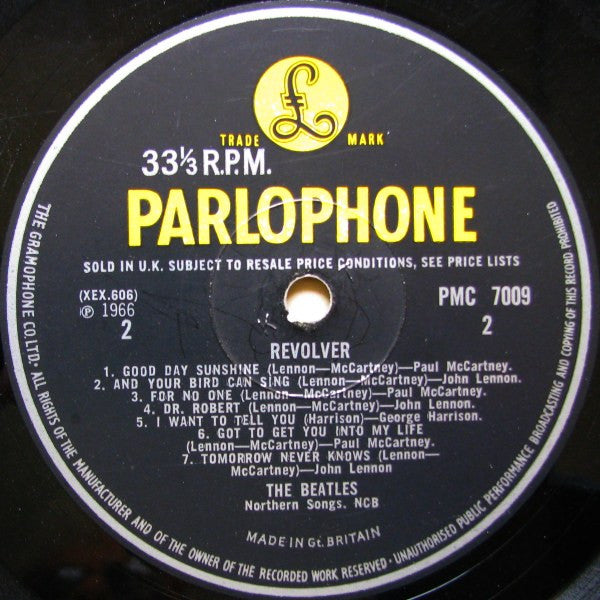 £
TRADE MARK
33⅓ R.P.M.
PARLOPHONE
SOLD IN U.K. SUBJECT TO RESALE PRICE CONDITIONS, SEE PRICE LISTS
(XEX.606)
℗ 1966
2
PMC 7009
2
REVOLVER
1. GOOD DAY SUNSHINE (Lennon—McCartney)—Paul McCartney.
2. AND YOUR BIRD CAN SING (Lennon—McCartney)—John Lennon.
3. FOR NO ONE (Lennon—McCartney)—Paul McCartney.
4. DR. ROBERT (Lennon—McCartney)—John Lennon.
5. I WANT TO TELL YOU (Harrison)—George Harrison.
6. GOT TO GET YOU INTO MY LIFE
(Lennon—McCartney)—Paul McCartney.
7. TOMORROW NEVER KNOWS (Lennon—
McCartney)—John Lennon
THE BEATLES
Northern Songs. NCB
MADE IN Gt. BRITAIN
THE GRAMOPHONE CO. LTD. · ALL RIGHTS OF THE MANUFACTURER AND OF THE OWNER OF THE RECORDED WORK RESERVED · UNAUTHORISED PUBLIC PERFORMANCE BROADCASTING AND COPYING OF THIS RECORD PROHIBITED